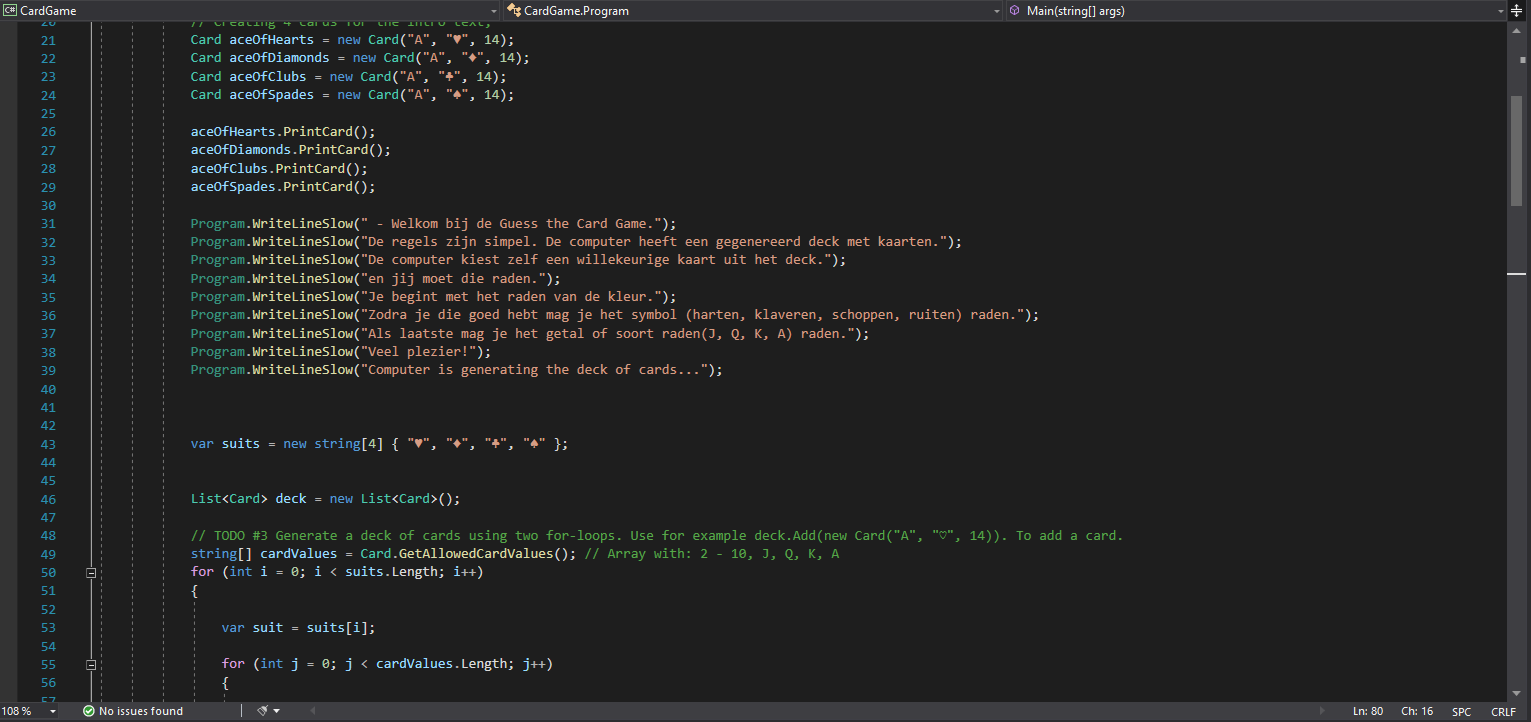 CardGame CardGame.Program Main(string[] args)
20 // Creating 4 cards for the intro text,
21 Card aceOfHearts = new Card("A", "♥", 14);
22 Card aceOfDiamonds = new Card("A", "♦", 14);
23 Card aceOfClubs = new Card("A", "♣", 14);
24 Card aceOfSpades = new Card("A", "♠", 14);
25
26 aceOfHearts.PrintCard();
27 aceOfDiamonds.PrintCard();
28 aceOfClubs.PrintCard();
29 aceOfSpades.PrintCard();
30
31 Program.WriteLineSlow(" - Welkom bij de Guess the Card Game.");
32 Program.WriteLineSlow("De regels zijn simpel. De computer heeft een gegenereerd deck met kaarten.");
33 Program.WriteLineSlow("De computer kiest zelf een willekeurige kaart uit het deck.");
34 Program.WriteLineSlow("en jij moet die raden.");
35 Program.WriteLineSlow("Je begint met het raden van de kleur.");
36 Program.WriteLineSlow("Zodra je die goed hebt mag je het symbol (harten, klaveren, schoppen, ruiten) raden.");
37 Program.WriteLineSlow("Als laatste mag je het getal of soort raden(J, Q, K, A) raden.");
38 Program.WriteLineSlow("Veel plezier!");
39 Program.WriteLineSlow("Computer is generating the deck of cards...");
40
41
42
43 var suits = new string[4] { "♥", "♦", "♣", "♠" };
44
45
46 List<Card> deck = new List<Card>();
47
48 // TODO #3 Generate a deck of cards using two for-loops. Use for example deck.Add(new Card("A", "♡", 14)). To add a card.
49 string[] cardValues = Card.GetAllowedCardValues(); // Array with: 2 - 10, J, Q, K, A
50 for (int i = 0; i < suits.Length; i++)
51 {
52
53 var suit = suits[i];
54
55 for (int j = 0; j < cardValues.Length; j++)
56 {
57
108 % No issues found Ln: 80 Ch: 16 SPC CRLF